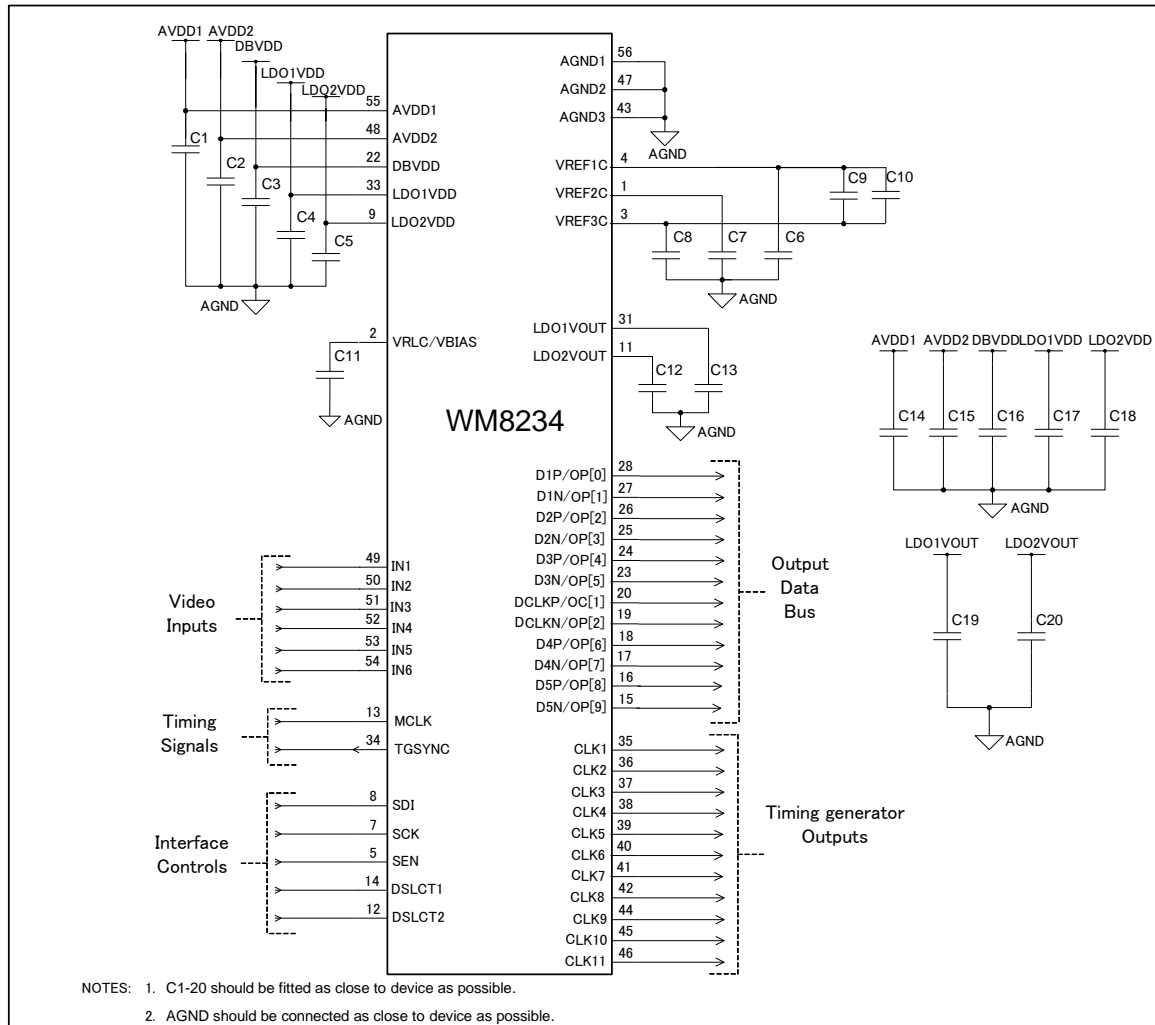 AVDD1 AVDD2
DBVDD
LDO1VDD
LDO2VDD
55 AVDD1
48 AVDD2
22 DBVDD
33 LDO1VDD
9 LDO2VDD
C1
C2
C3
C4
C5
AGND
2 VRLC/VBIAS
C11
AGND
WM8234
AGND1 56
AGND2 47
AGND3 43
AGND
VREF1C 4
VREF2C 1
VREF3C 3
C9 C10
C8 C7 C6
AGND
LDO1VOUT 31
LDO2VOUT 11
C12 C13
AGND
AVDD1 AVDD2 DBVDD LDO1VDD LDO2VDD
C14 C15 C16 C17 C18
AGND
LDO1VOUT LDO2VOUT
C19 C20
AGND
D1P/OP[0] 28
D1N/OP[1] 27
D2P/OP[2] 26
D2N/OP[3] 25
D3P/OP[4] 24
D3N/OP[5] 23
DCLKP/OC[1] 20
DCLKN/OP[2] 19
D4P/OP[6] 18
D4N/OP[7] 17
D5P/OP[8] 16
D5N/OP[9] 15
Output
Data
Bus
Video
Inputs
49 IN1
50 IN2
51 IN3
52 IN4
53 IN5
54 IN6
Timing
Signals
13 MCLK
34 TGSYNC
Interface
Controls
8 SDI
7 SCK
5 SEN
14 DSLCT1
12 DSLCT2
CLK1 35
CLK2 36
CLK3 37
CLK4 38
CLK5 39
CLK6 40
CLK7 41
CLK8 42
CLK9 44
CLK10 45
CLK11 46
Timing generator
Outputs
NOTES: 1. C1-20 should be fitted as close to device as possible.
2. AGND should be connected as close to device as possible.